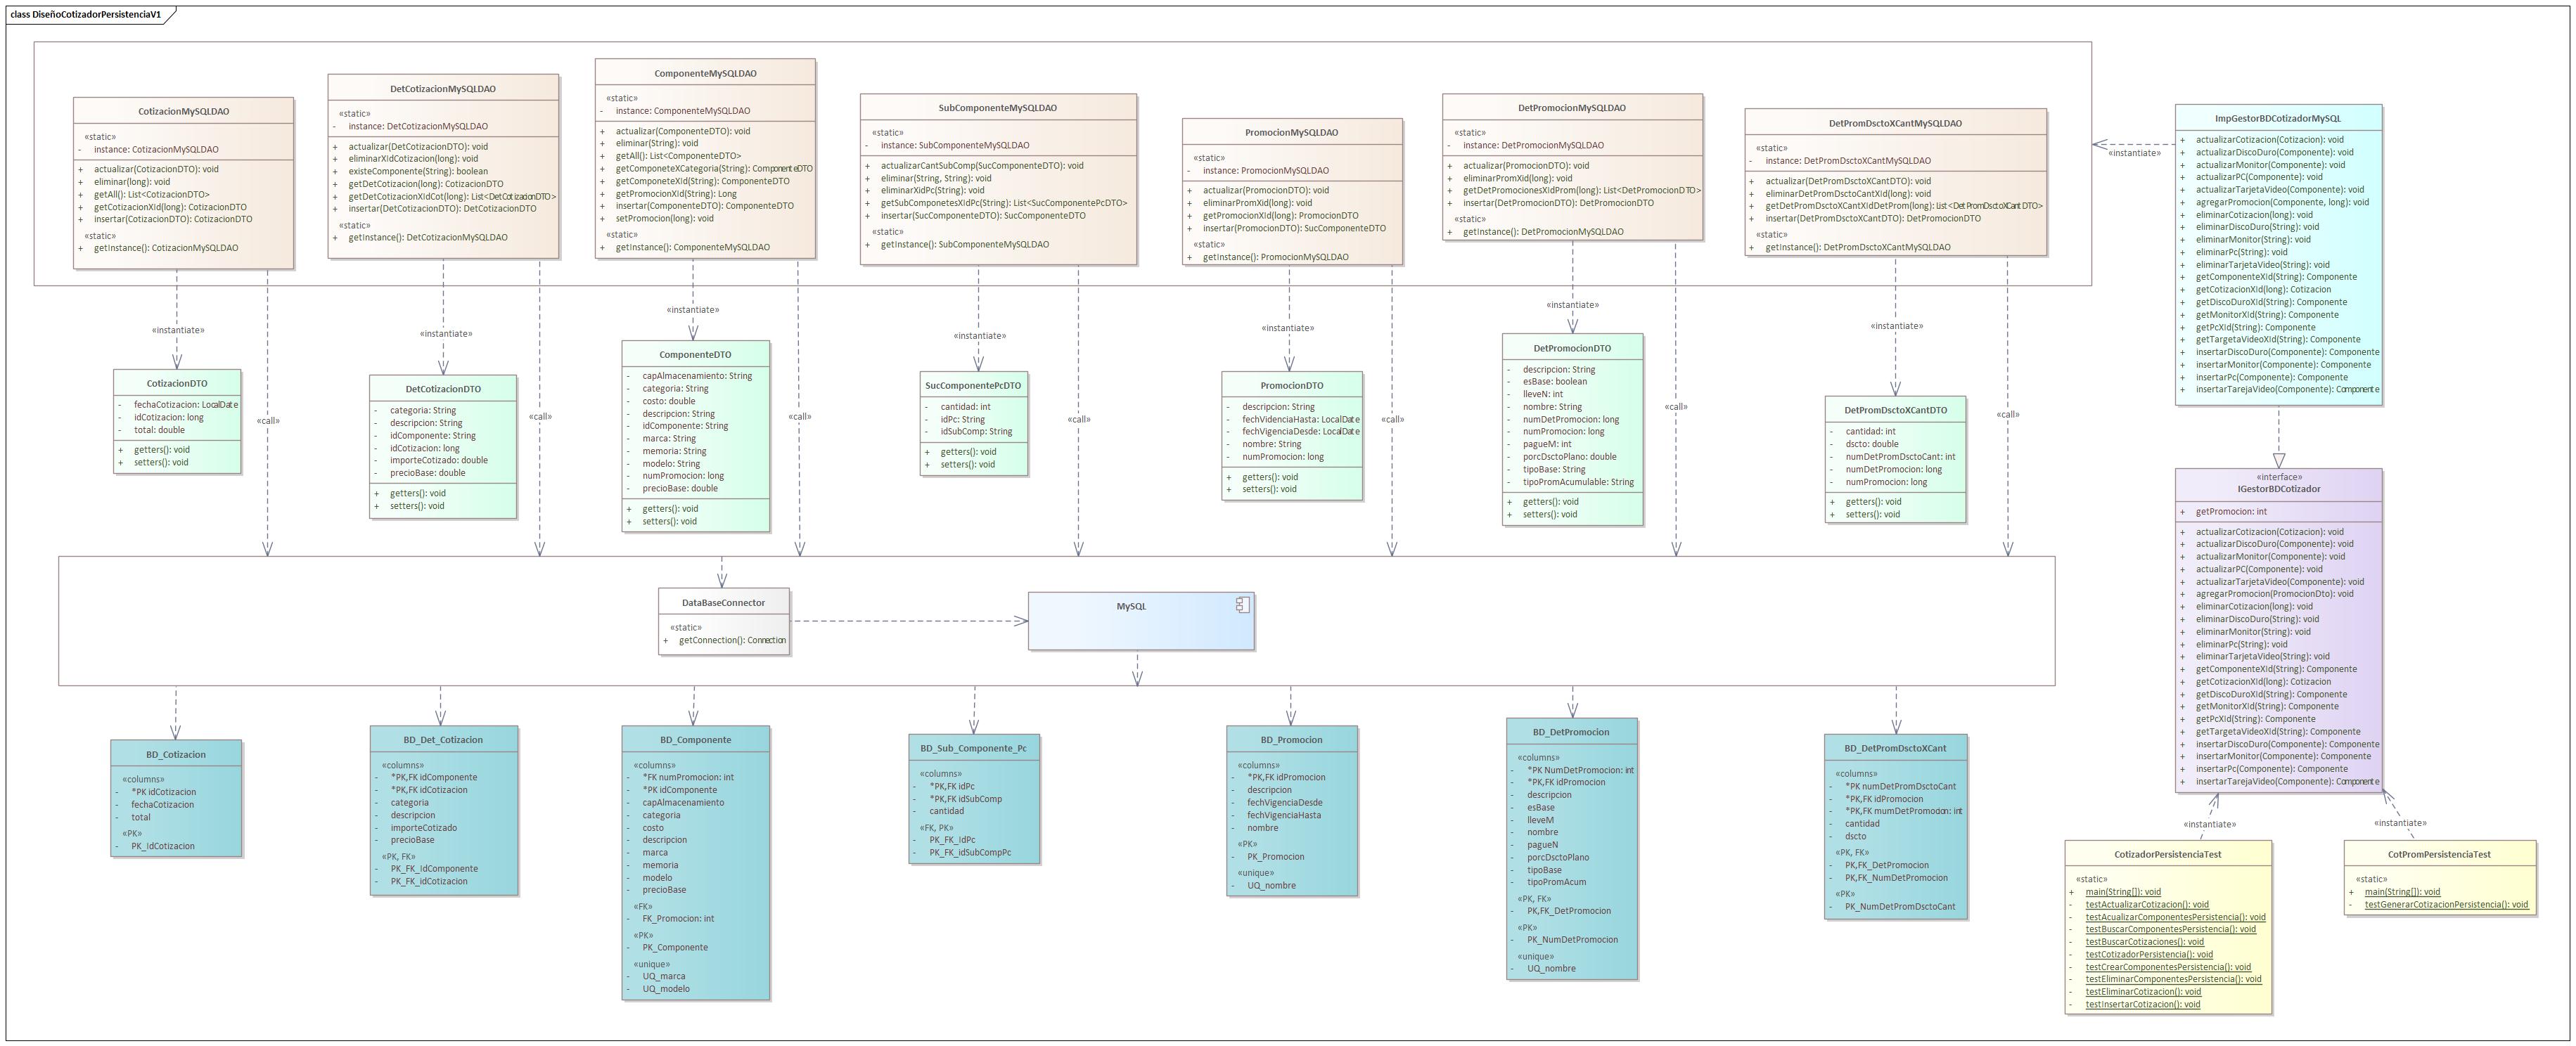 class DiseñoCotizadorPersistenciaV1
CotizacionMySQLDAO
«static»
- instance: CotizacionMySQLDAO
+ actualizar(CotizacionDTO): void
+ eliminar(long): void
+ getAll(): List<CotizacionDTO>
+ getCotizacionXId(long): CotizacionDTO
+ insertar(CotizacionDTO): CotizacionDTO
«static»
+ getInstance(): CotizacionMySQLDAO
DetCotizacionMySQLDAO
«static»
- instance: DetCotizacionMySQLDAO
+ actualizar(DetCotizacionDTO): void
+ eliminarXIdCotizacion(long): void
+ existeComponente(String): boolean
+ getDetCotizacion(long): CotizacionDTO
+ getDetCotizacionXIdCot(long): List<DetCotizacionDTO>
+ insertar(DetCotizacionDTO): DetCotizacionDTO
«static»
+ getInstance(): DetCotizacionMySQLDAO
ComponenteMySQLDAO
«static»
- instance: ComponenteMySQLDAO
+ actualizar(ComponenteDTO): void
+ eliminar(String): void
+ getAll(): List<ComponenteDTO>
+ getComponeteXCategoria(String): ComponenteDTO
+ getComponeteXId(String): ComponenteDTO
+ getPromocionXId(String): Long
+ insertar(ComponenteDTO): ComponenteDTO
+ setPromocion(long): void
«static»
+ getInstance(): ComponenteMySQLDAO
SubComponenteMySQLDAO
«static»
- instance: SubComponenteMySQLDAO
+ actualizarCantSubComp(SucComponenteDTO): void
+ eliminar(String, String): void
+ eliminarXidPc(String): void
+ getSubComponetesXIdPc(String): List<SucComponentePcDTO>
+ insertar(SucComponenteDTO): SucComponenteDTO
«static»
+ getInstance(): SubComponenteMySQLDAO
PromocionMySQLDAO
«static»
- instance: PromocionMySQLDAO
+ actualizar(PromocionDTO): void
+ eliminarPromXid(long): void
+ getPromocionXId(long): PromocionDTO
+ insertar(PromocionDTO): SucComponenteDTO
«static»
+ getInstance(): PromocionMySQLDAO
DetPromocionMySQLDAO
«static»
- instance: DetPromocionMySQLDAO
+ actualizar(PromocionDTO): void
+ eliminarPromXid(long): void
+ getDetPromocionesXIdProm(long): List<DetPromocionDTO>
+ insertar(DetPromocionDTO): DetPromocionDTO
«static»
+ getInstance(): DetPromocionMySQLDAO
DetPromDsctoXCantMySQLDAO
«static»
- instance: DetPromDsctoXCantMySQLDAO
+ actualizar(DetPromDsctoXCantDTO): void
+ eliminarDetPromDsctoXCantXId(long): void
+ getDetPromDsctoXCantXIdDetProm(long): List<DetPromDsctoXCantDTO>
+ insertar(DetPromDsctoXCantDTO): DetPromocionDTO
«static»
+ getInstance(): DetPromDsctoXCantMySQLDAO
«instantiate»
ImpGestorBDCotizadorMySQL
+ actualizarCotizacion(Cotizacion): void
+ actualizarDiscoDuro(Componente): void
+ actualizarMonitor(Componente): void
+ actualizarPC(Componente): void
+ actualizarTarjetaVideo(Componente): void
+ agregarPromocion(Componente, long): void
+ eliminarCotizacion(long): void
+ eliminarDiscoDuro(String): void
+ eliminarMonitor(String): void
+ eliminarPc(String): void
+ eliminarTarjetaVideo(String): void
+ getComponenteXId(String): Componente
+ getCotizacionXId(long): Cotizacion
+ getDiscoDuroXId(String): Componente
+ getMonitorXId(String): Componente
+ getPcXId(String): Componente
+ getTargetaVideoXId(String): Componente
+ insertarDiscoDuro(Componente): Componente
+ insertarMonitor(Componente): Componente
+ insertarPc(Componente): Componente
+ insertarTarejaVideo(Componente): Componente
«instantiate»
«instantiate»
«instantiate»
«instantiate»
«instantiate»
«instantiate»
«instantiate»
«call»
«call»
«call»
«call»
«call»
«call»
«call»
CotizacionDTO
- fechaCotizacion: LocalDate
- idCotizacion: long
- total: double
+ getters(): void
+ setters(): void
DetCotizacionDTO
- categoria: String
- descripcion: String
- idComponente: String
- idCotizacion: long
- importeCotizado: double
- precioBase: double
+ getters(): void
+ setters(): void
ComponenteDTO
- capAlmacenamiento: String
- categoria: String
- costo: double
- descripcion: String
- idComponente: String
- marca: String
- memoria: String
- modelo: String
- numPromocion: long
- precioBase: double
+ getters(): void
+ setters(): void
SucComponentePcDTO
- cantidad: int
- idPc: String
- idSubComp: String
+ getters(): void
+ setters(): void
PromocionDTO
- descripcion: String
- fechVidenciaHasta: LocalDate
- fechVigenciaDesde: LocalDate
- nombre: String
- numPromocion: long
+ getters(): void
+ setters(): void
DetPromocionDTO
- descripcion: String
- esBase: boolean
- lleveN: int
- nombre: String
- numDetPromocion: long
- numPromocion: long
- pagueM: int
- porcDsctoPlano: double
- tipoBase: String
- tipoPromAcumulable: String
+ getters(): void
+ setters(): void
DetPromDsctoXCantDTO
- cantidad: int
- dscto: double
- numDetPromDsctoCant: int
- numDetPromocion: long
- numPromocion: long
+ getters(): void
+ setters(): void
«interface»
IGestorBDCotizador
+ getPromocion: int
+ actualizarCotizacion(Cotizacion): void
+ actualizarDiscoDuro(Componente): void
+ actualizarMonitor(Componente): void
+ actualizarPC(Componente): void
+ actualizarTarjetaVideo(Componente): void
+ agregarPromocion(PromocionDto): void
+ eliminarCotizacion(long): void
+ eliminarDiscoDuro(String): void
+ eliminarMonitor(String): void
+ eliminarPc(String): void
+ eliminarTarjetaVideo(String): void
+ getComponenteXId(String): Componente
+ getCotizacionXId(long): Cotizacion
+ getDiscoDuroXId(String): Componente
+ getMonitorXId(String): Componente
+ getPcXId(String): Componente
+ getTargetaVideoXId(String): Componente
+ insertarDiscoDuro(Componente): Componente
+ insertarMonitor(Componente): Componente
+ insertarPc(Componente): Componente
+ insertarTarejaVideo(Componente): Componente
DataBaseConnector
«static»
+ getConnection(): Connection
MySQL
BD_Cotizacion
«columns»
- *PK idCotizacion
- fechaCotizacion
- total
«PK»
- PK_IdCotizacion
BD_Det_Cotizacion
«columns»
- *PK,FK idComponente
- *PK,FK idCotizacion
- categoria
- descripcion
- importeCotizado
- precioBase
«PK, FK»
- PK_FK_IdComponente
- PK_FK_idCotizacion
BD_Componente
«columns»
- *FK numPromocion: int
- *PK idComponente
- capAlmacenamiento
- categoria
- costo
- descripcion
- marca
- memoria
- modelo
- precioBase
«FK»
- FK_Promocion: int
«PK»
- PK_Componente
«unique»
- UQ_marca
- UQ_modelo
BD_Sub_Componente_Pc
«columns»
- *PK,FK idPc
- *PK,FK idSubComp
- cantidad
«FK, PK»
- PK_FK_IdPc
- PK_FK_idSubCompPc
BD_Promocion
«columns»
- *PK,FK idPromocion
- descripcion
- fechVigenciaDesde
- fechVigenciaHasta
- nombre
«PK»
- PK_Promocion
«unique»
- UQ_nombre
BD_DetPromocion
«columns»
- *PK NumDetPromocion: int
- *PK,FK idPromocion
- descripcion
- esBase
- lleveM
- nombre
- pagueN
- porcDsctoPlano
- tipoBase
- tipoPromAcum
«PK, FK»
- PK,FK_DetPromocion
«PK»
- PK_NumDetPromocion
«unique»
- UQ_nombre
BD_DetPromDsctoXCant
«columns»
- *PK numDetPromDsctoCant
- *PK,FK idPromocion
- *PK,FK mumDetPromodon: int
- cantidad
- dscto
«PK, FK»
- PK,FK_DetPromocion
- PK,FK_NumDetPromocion
«PK»
- PK_NumDetPromDsctoCant
«instantiate»
«instantiate»
CotizadorPersistenciaTest
«static»
+ main(String[]): void
- testActualizarCotizacion(): void
- testAcualizarComponentesPersistencia(): void
- testBuscarComponentesPersistencia(): void
- testBuscarCotizaciones(): void
- testCotizadorPersistencia(): void
- testCrearComponentesPersistencia(): void
- testEliminarComponentesPersistencia(): void
- testEliminarCotizacion(): void
- testInsertarCotizacion(): void
CotPromPersistenciaTest
«static»
+ main(String[]): void
- testGenerarCotizacionPersistencia(): void